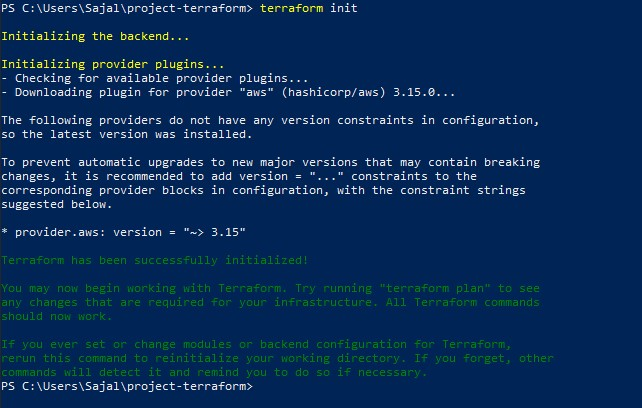 PS C:\Users\Sajal\project-terraform> terraform init
Initializing the backend...
Initializing provider plugins...
- Checking for available provider plugins...
- Downloading plugin for provider "aws" (hashicorp/aws) 3.15.0...
The following providers do not have any version constraints in configuration,
so the latest version was installed.
To prevent automatic upgrades to new major versions that may contain breaking
changes, it is recommended to add version = "..." constraints to the
corresponding provider blocks in configuration, with the constraint strings
suggested below.
* provider.aws: version = "~> 3.15"
Terraform has been successfully initialized!
You may now begin working with Terraform. Try running "terraform plan" to see
any changes that are required for your infrastructure. All Terraform commands
should now work.
If you ever set or change modules or backend configuration for Terraform,
rerun this command to reinitialize your working directory. If you forget, other
commands will detect it and remind you to do so if necessary.
PS C:\Users\Sajal\project-terraform>